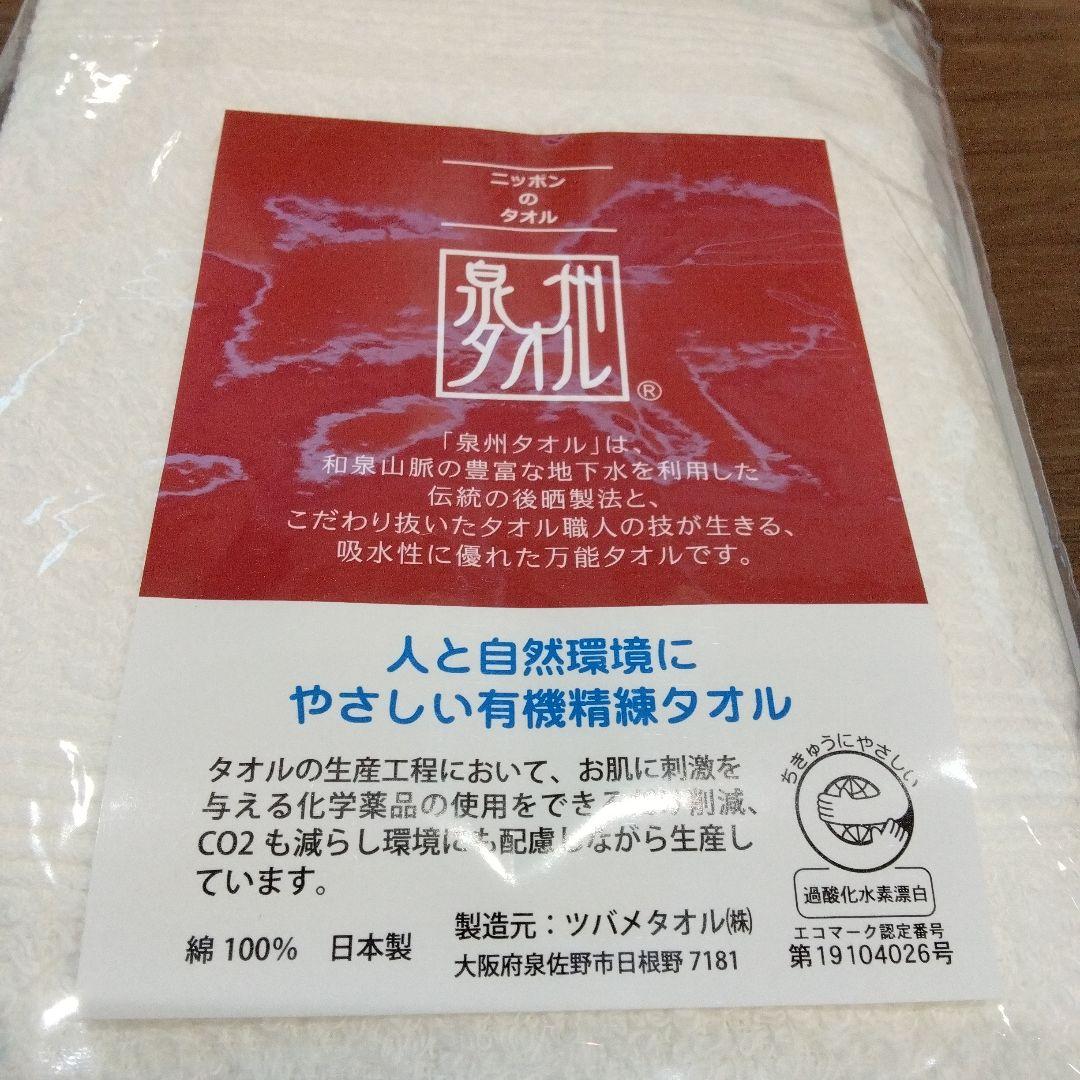 ニッポン
の
タオル
泉州
タオル
®
「泉州タオル」は、
和泉山脈の豊富な地下水を利用した
伝統の後晒製法と、
こだわり抜いたタオル職人の技が生きる、
吸水性に優れた万能タオルです。
人と自然環境に
やさしい有機精練タオル
タオルの生産工程において、お肌に刺激を
与える化学薬品の使用をできるだけ削減、
CO2も減らし環境にも配慮しながら生産し
ています。
ちきゅうにやさしい
過酸化水素漂白
エコマーク認定番号
第19104026号
綿100% 日本製
製造元：ツバメタオル㈱
大阪府泉佐野市日根野7181